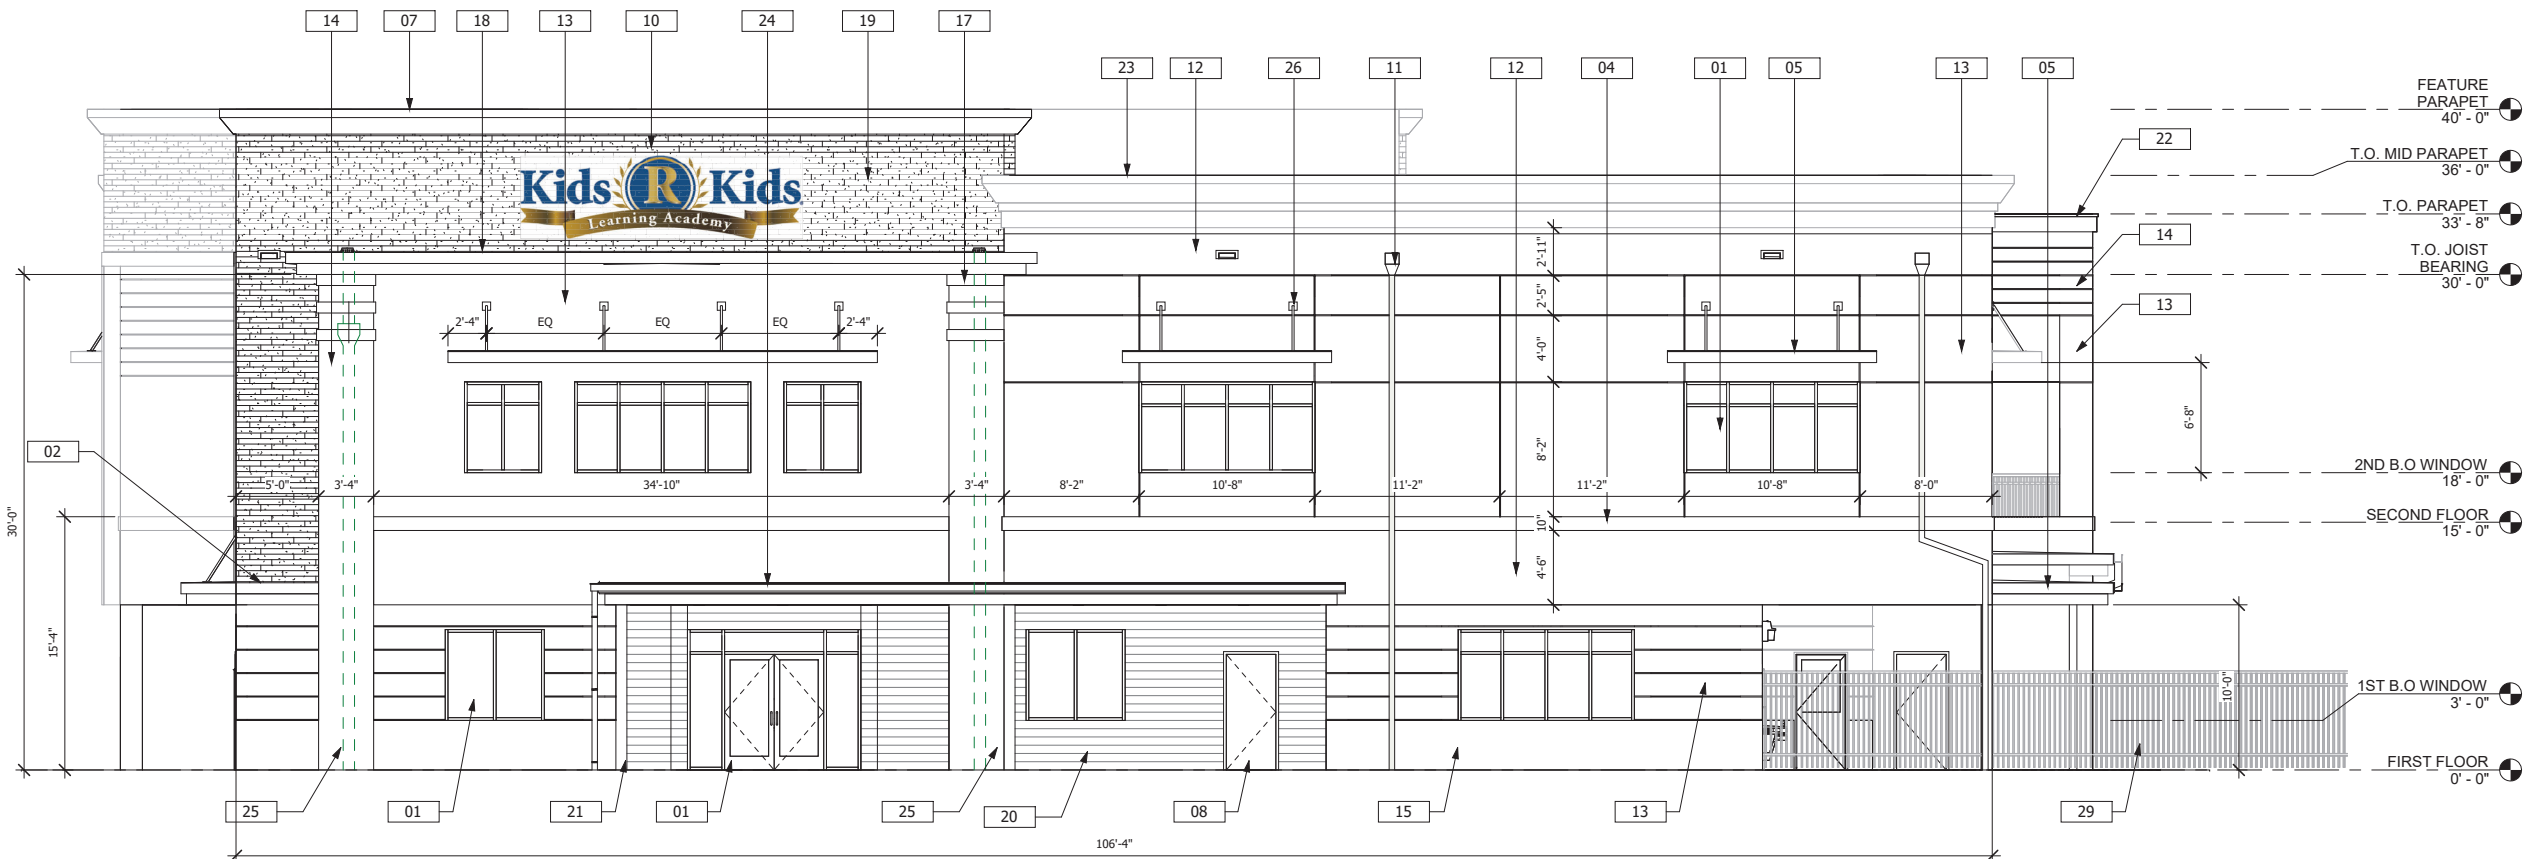 14
07
18
13
10
24
19
17
23
12
26
11
12
04
01
05
13
05
FEATURE
PARAPET
40' - 0"
22
T.O. MID PARAPET
36' - 0"
T.O. PARAPET
33' - 8"
14
T.O. JOIST
BEARING
30' - 0"
13
Kids R Kids
Learning Academy
2'-11"
2'-5"
2'-4"
EQ
EQ
EQ
2'-4"
4'-0"
6'-8"
8'-2"
02
5'-0"
3'-4"
34'-10"
3'-4"
8'-2"
10'-8"
11'-2"
11'-2"
10'-8"
8'-0"
2ND B.O WINDOW
18' - 0"
SECOND FLOOR
15' - 0"
30'-0"
10"
4'-6"
15'-4"
10'-0"
1ST B.O WINDOW
3' - 0"
FIRST FLOOR
0' - 0"
25
01
21
01
25
20
08
15
13
29
106'-4"